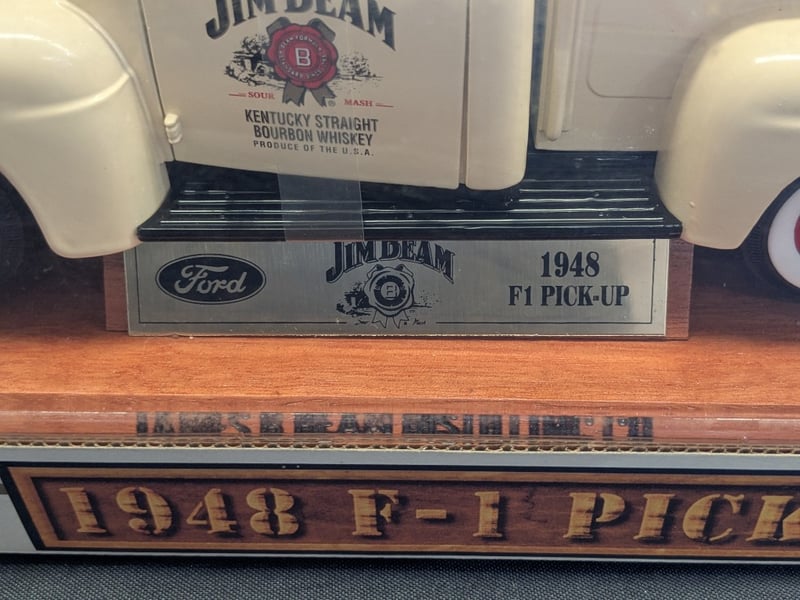 JIM BEAM
B
SOUR MASH
KENTUCKY STRAIGHT
BOURBON WHISKEY
PRODUCE OF THE U.S.A.
Ford
JIM BEAM
B
1948
F1 PICK-UP
1948 F-1 PICK